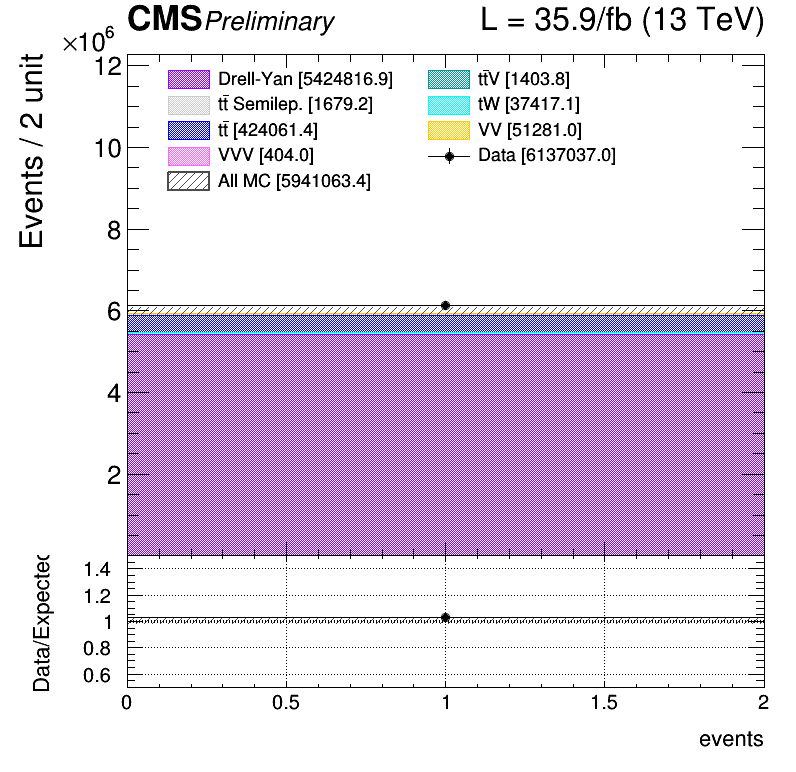 CMS Preliminary L = 35.9/fb (13 TeV)
×10⁶
Events / 2 unit
12
10
8
6
4
2
Drell-Yan [5424816.9]
tt̄ Semilep. [1679.2]
tt̄ [424061.4]
VVV [404.0]
All MC [5941063.4]
tt̄V [1403.8]
tW [37417.1]
VV [51281.0]
Data [6137037.0]
Data/Expected
1.4
1.2
1
0.8
0.6
0 0.5 1 1.5 2
events